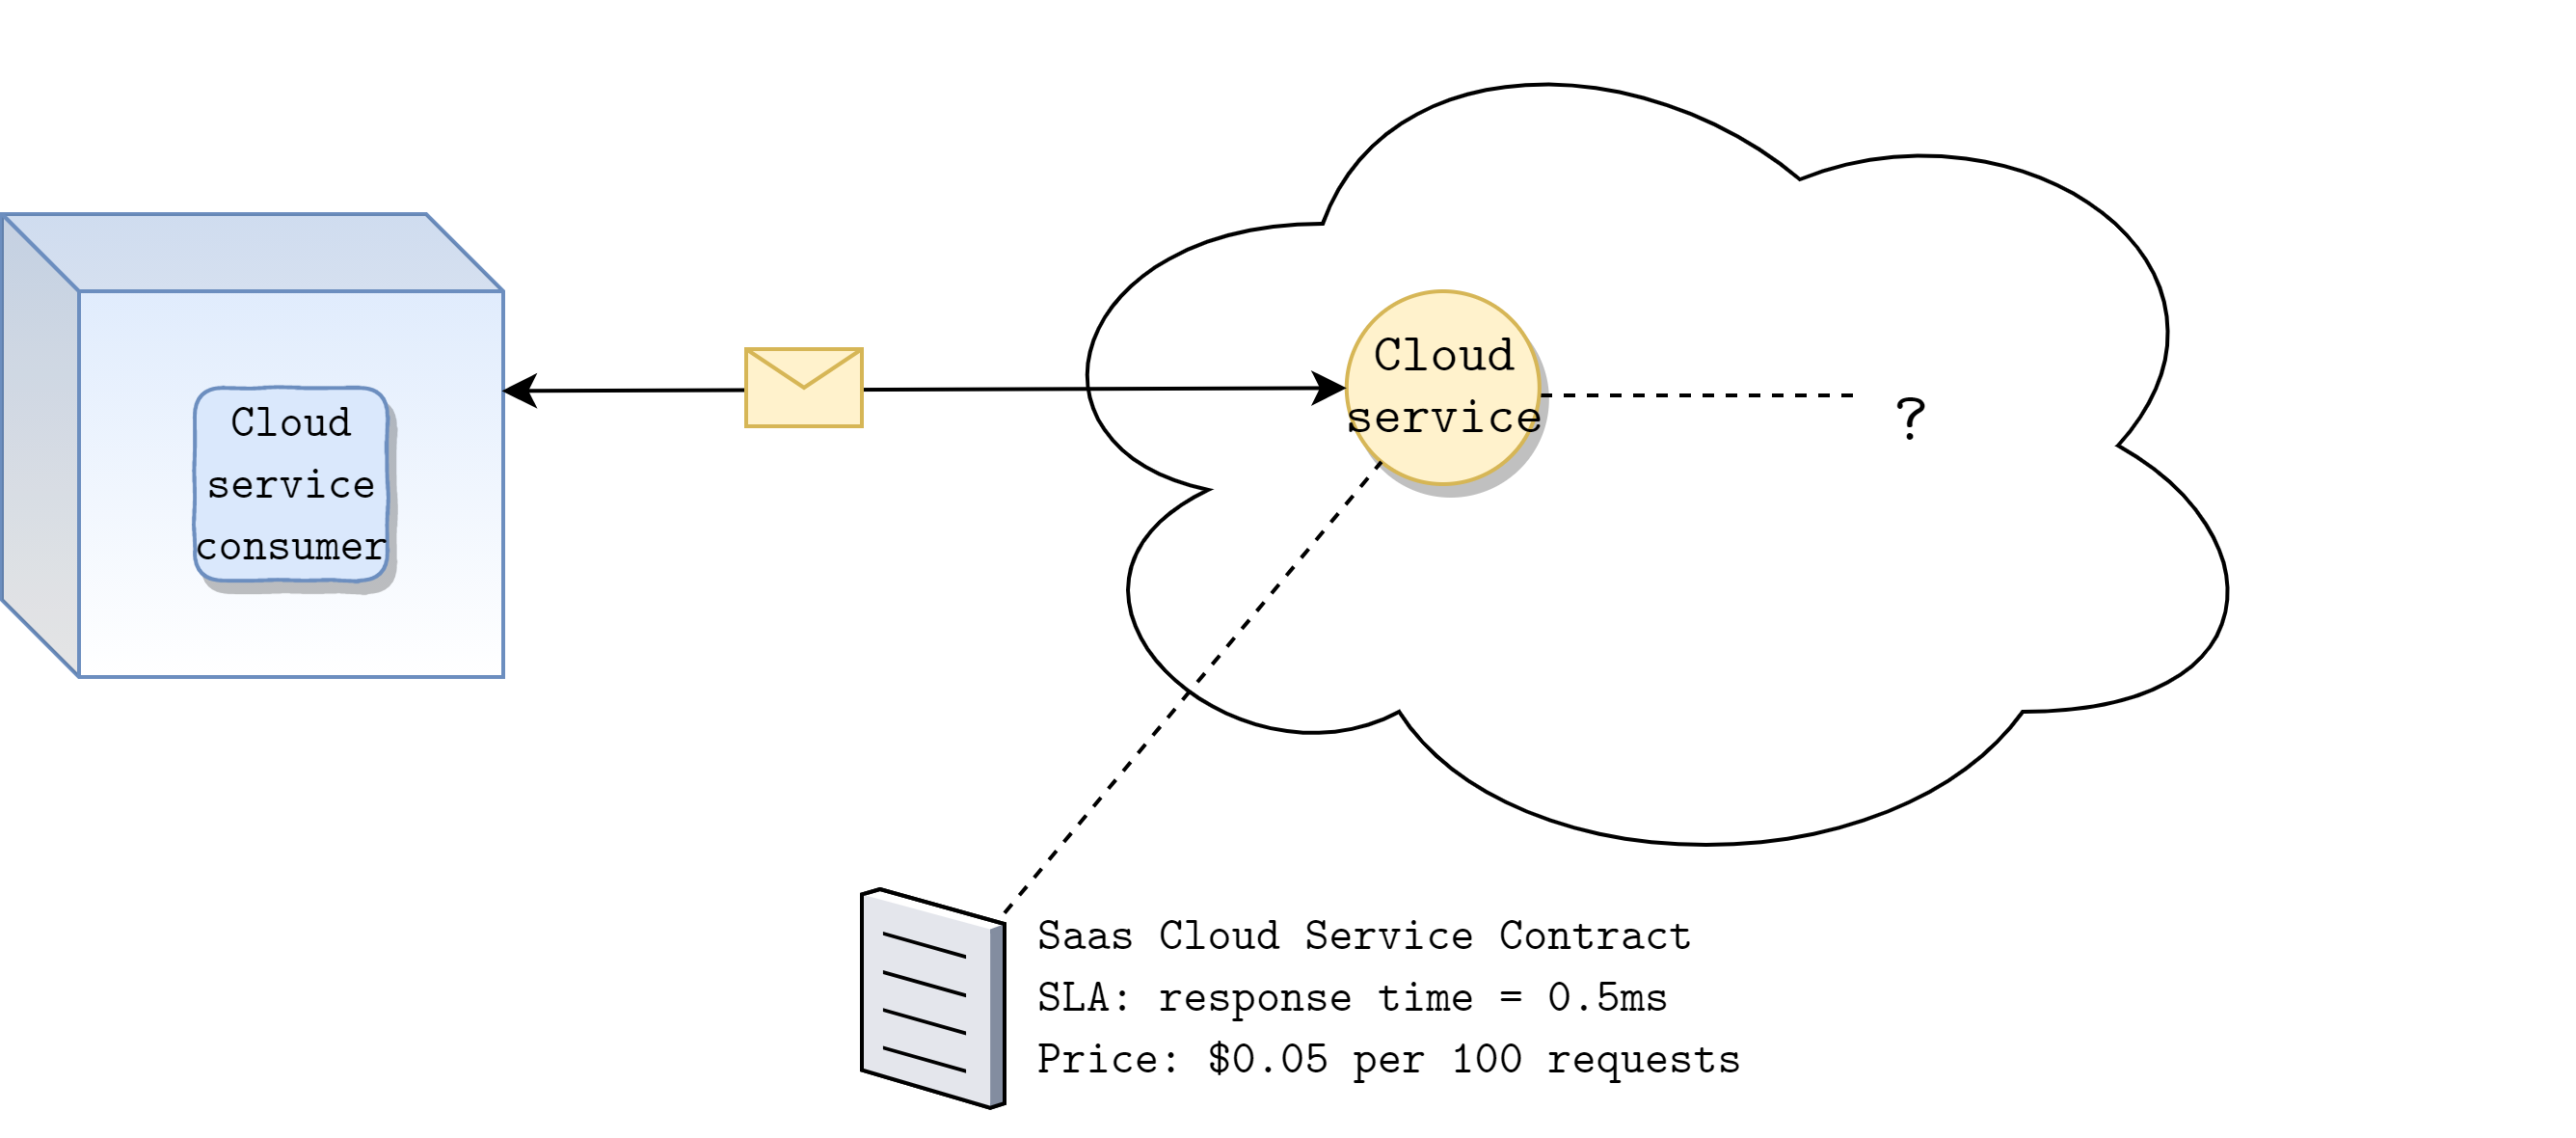 Cloud
service
consumer
Cloud
service
?
Saas Cloud Service Contract
SLA: response time = 0.5ms
Price: $0.05 per 100 requests